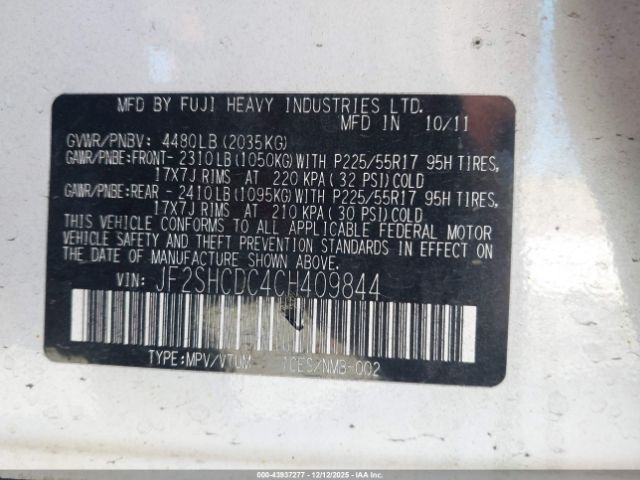 MFD BY FUJI HEAVY INDUSTRIES LTD.
MFD IN 10/11
GVWR/PNBV: 4480LB (2035KG)
GAWR/PNBE:FRONT- 2310LB (1050KG) WITH P225/55R17 95H TIRES,
17X7J RIMS AT 220 KPA (32 PSI) COLD
GAWR/PNBE:REAR - 2410LB (1095KG) WITH P225/55R17 95H TIRES,
17X7J RIMS AT 210 KPA (30 PSI) COLD
THIS VEHICLE CONFORMS TO ALL APPLICABLE FEDERAL MOTOR
VEHICLE SAFETY AND THEFT PREVENTION STANDARDS IN EFFECT
ON THE DATE OF MANUFACTURE SHOWN ABOVE.
VIN: JF2SHCDC4CH409844
TYPE:MPV/VTUM
000-43937277 - 12/12/2025 - Copyright © IAA